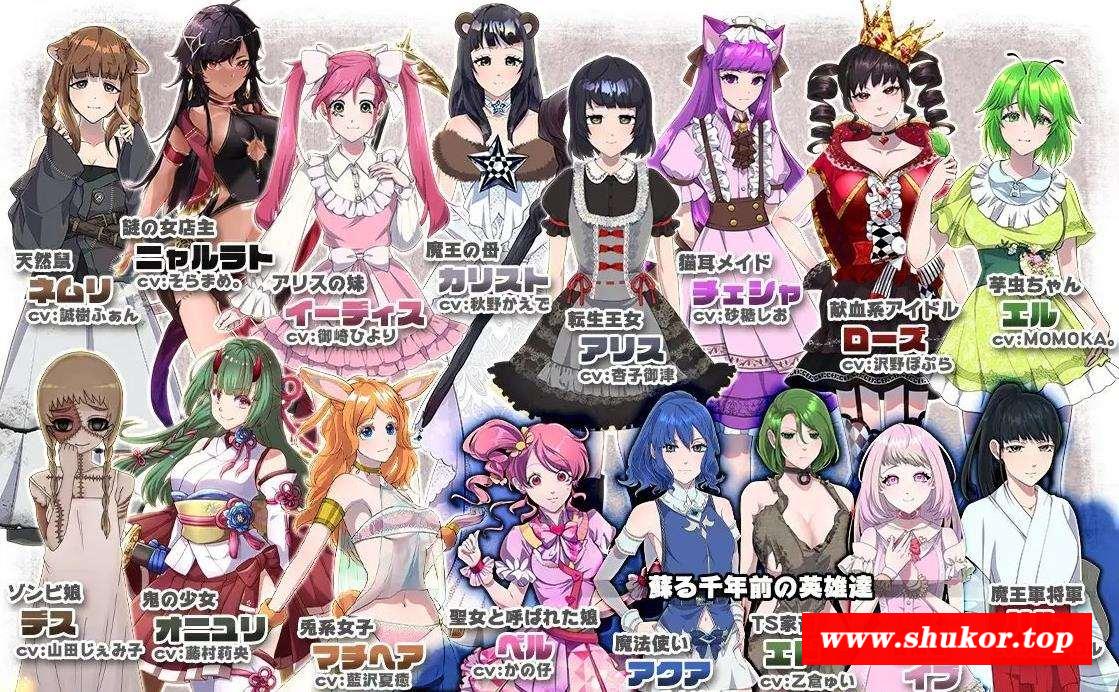 天然鼠
ネムリ
cv:誠樹ふぁん
謎の女店主
ニャルラト
cv:そらまめ。
アリスの妹
イーディス
cv:御崎ひより
魔王の母
カリスト
cv:秋野かえで
転生王女
アリス
cv:杏子御津
猫耳メイド
チェシャ
cv:砂糖しお
献血系アイドル
ローズ
cv:沢野ぽぷら
芋虫ちゃん
エル
cv:MOMOKA。
ゾンビ娘
デス
cv:山田じぇみ子
鬼の少女
オニユリ
cv:藤村莉央
兎系女子
マチヘア
cv:藍沢夏癒
蘇る千年前の英雄達
聖女と呼ばれた娘
ベル
cv:かの仔
魔法使い
アクア
TS豪
エ
cv:乙倉ゅい
イブ
魔王軍将軍
www.shukor.top